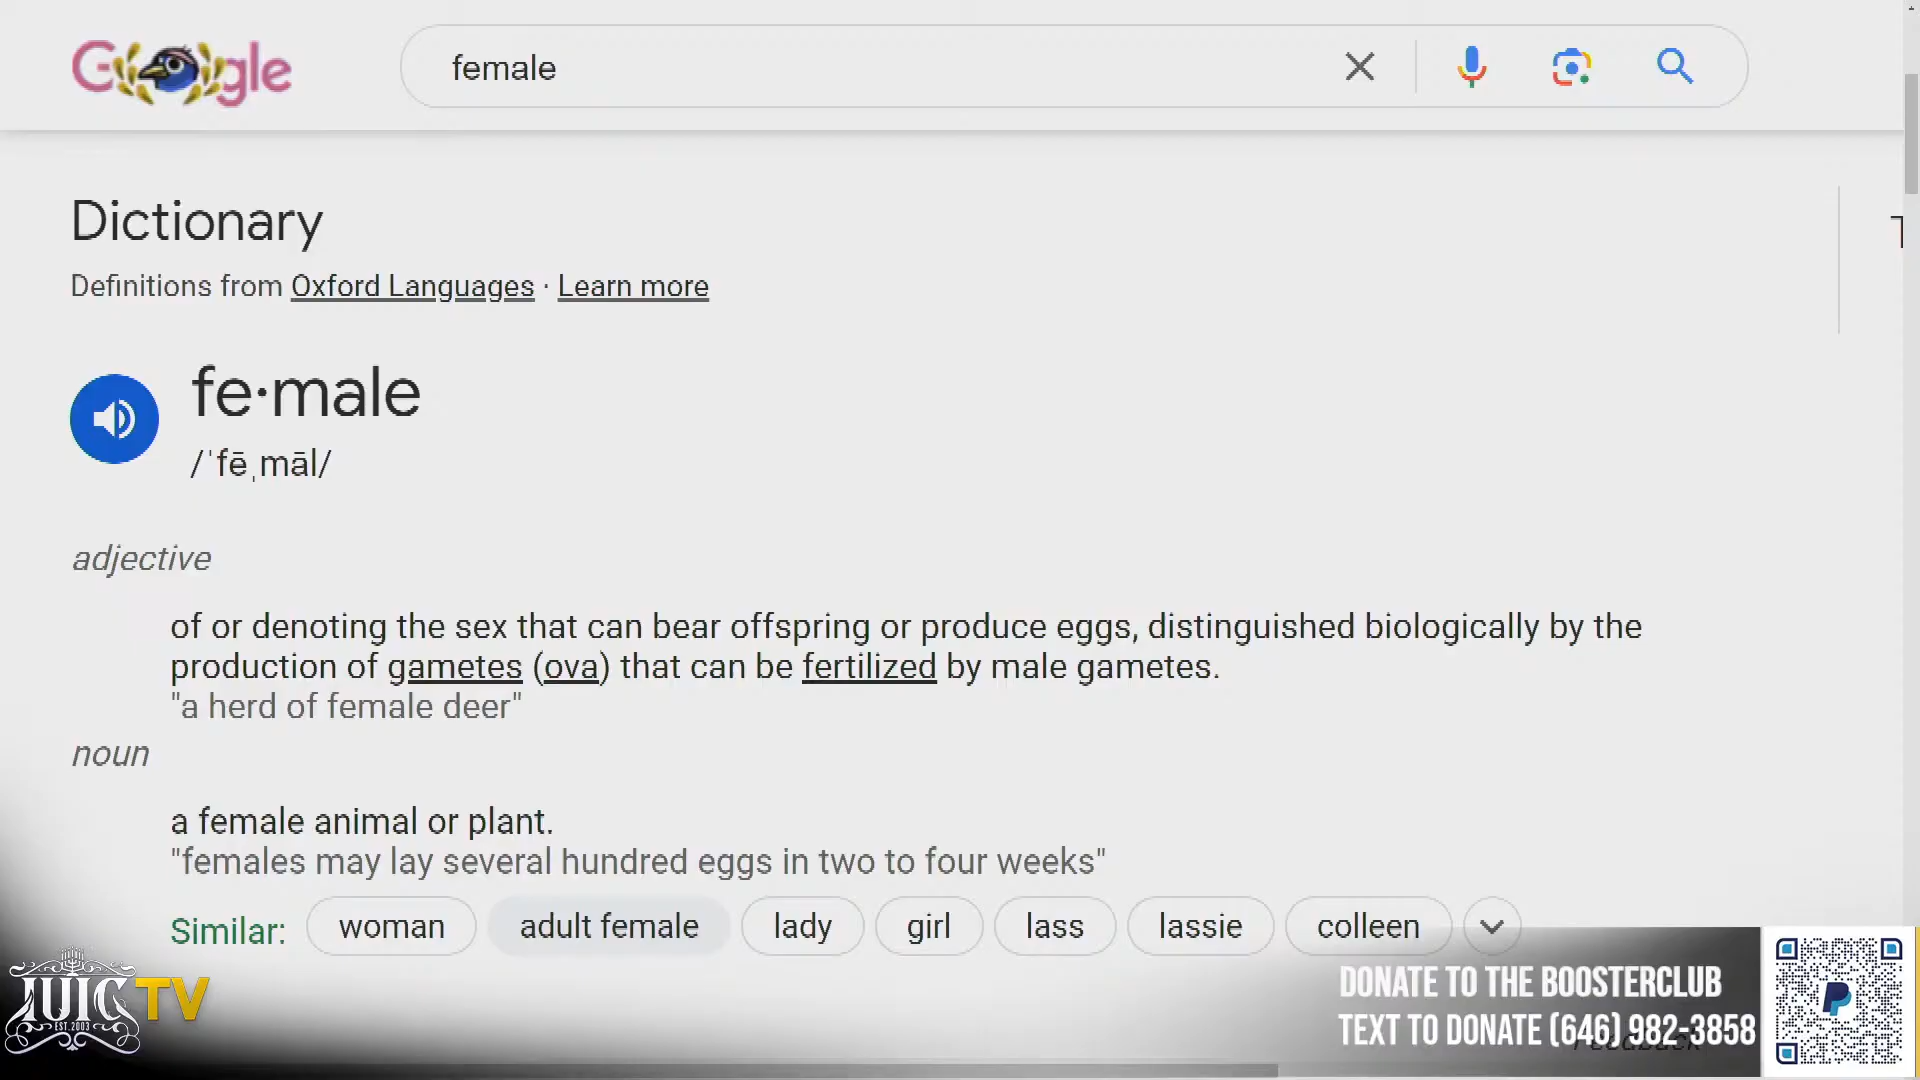 Google
female
Dictionary
Definitions from Oxford Languages · Learn more
fe·male
/ˈfēˌmāl/
adjective
of or denoting the sex that can bear offspring or produce eggs, distinguished biologically by the
production of gametes (ova) that can be fertilized by male gametes.
"a herd of female deer"
noun
a female animal or plant.
"females may lay several hundred eggs in two to four weeks"
Similar: woman adult female lady girl lass lassie colleen
IUIC TV
EST. 2003
DONATE TO THE BOOSTERCLUB
TEXT TO DONATE (646) 982-3858
Feedback